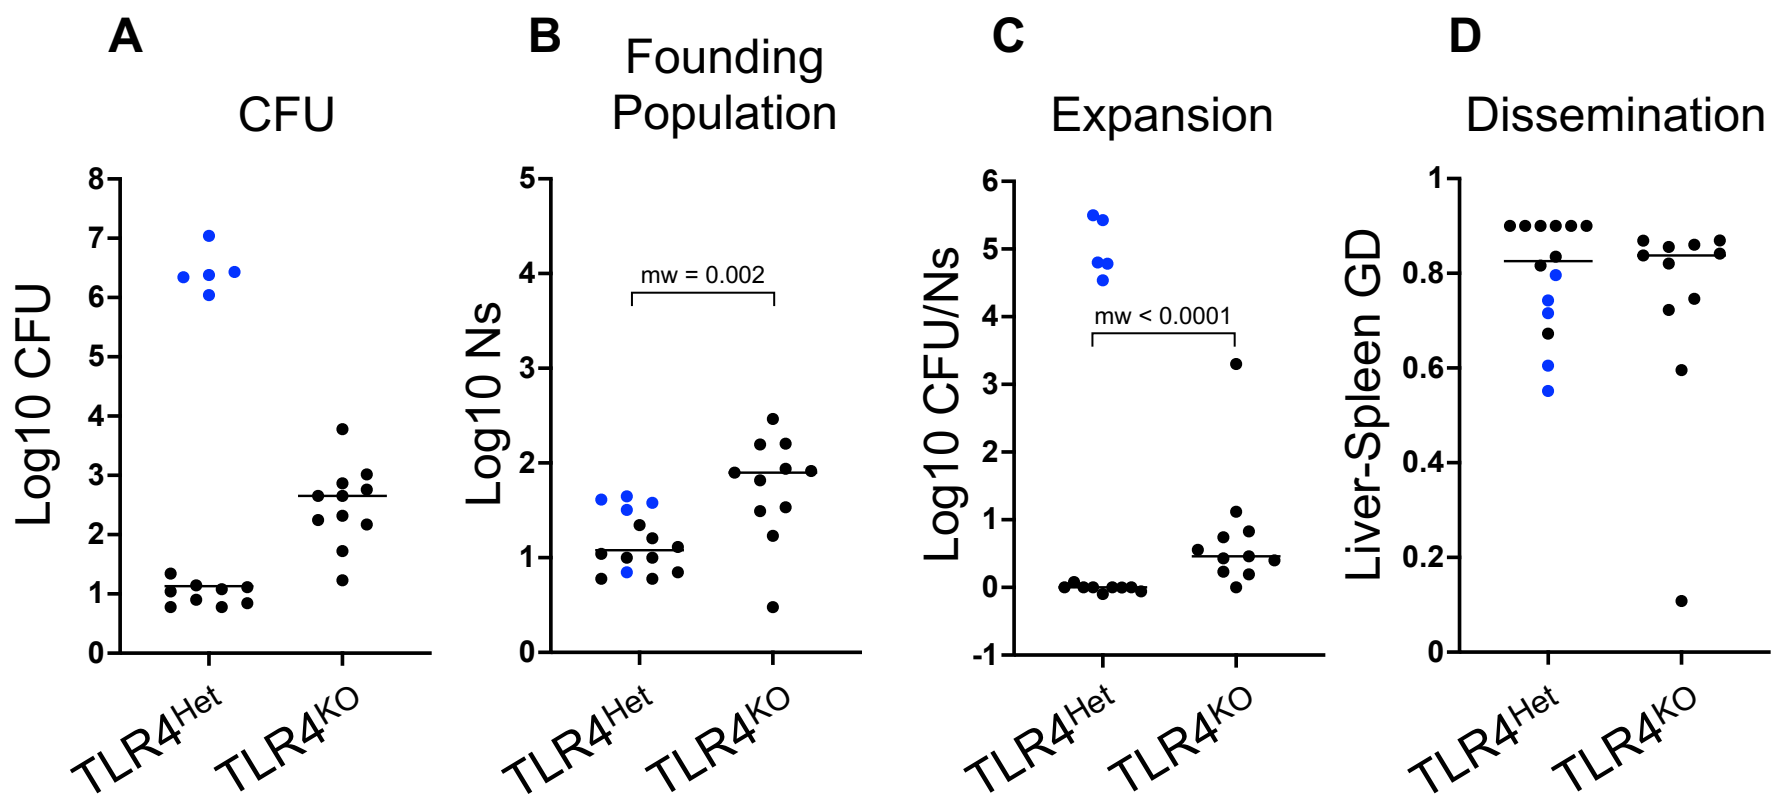 A
CFU
Log10 CFU
8
7
6
5
4
3
2
1
0
TLR4Het
TLR4KO
B
Founding
Population
Log10 Ns
5
4
3
2
1
0
mw = 0.002
TLR4Het
TLR4KO
C
Expansion
Log10 CFU/Ns
6
5
4
3
2
1
0
-1
mw < 0.0001
TLR4Het
TLR4KO
D
Dissemination
Liver-Spleen GD
1
0.8
0.6
0.4
0.2
0
TLR4Het
TLR4KO